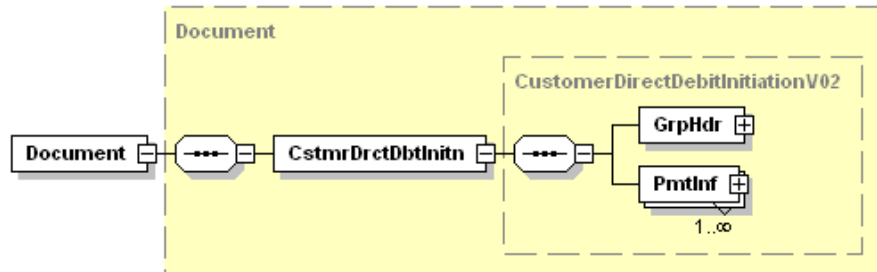 Document
CustomerDirectDebitInitiationV02
GrpHdr
Document
CstmrDrctDbtInitn
PmtInf
1..∞